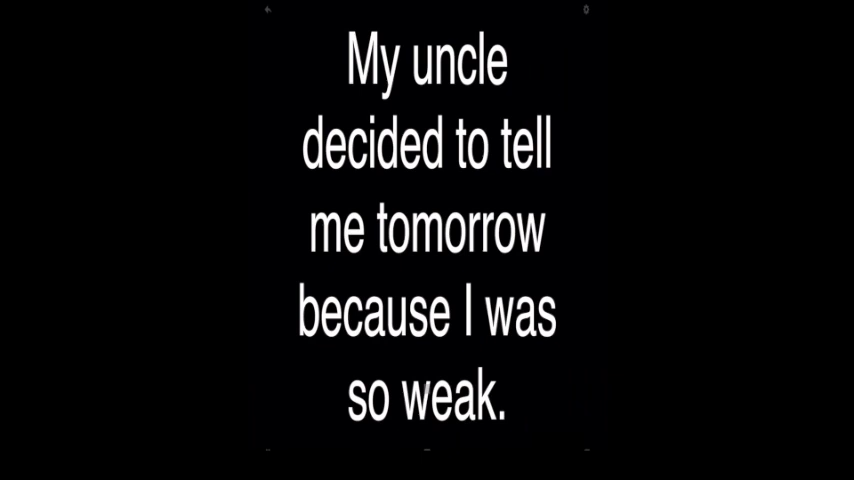 My uncle
decided to tell
me tomorrow
because I was
so weak.